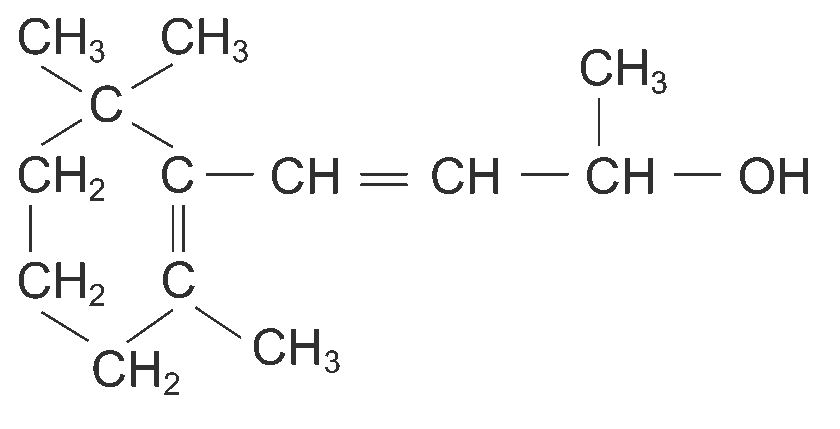 CH₃ CH₃
CH₃
C
CH₂ C — CH = CH — CH — OH
CH₂ C
CH₃
CH₂